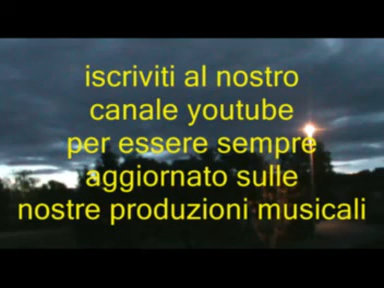 iscriviti al nostro
canale youtube
per essere sempre
aggiornato sulle
nostre produzioni musicali